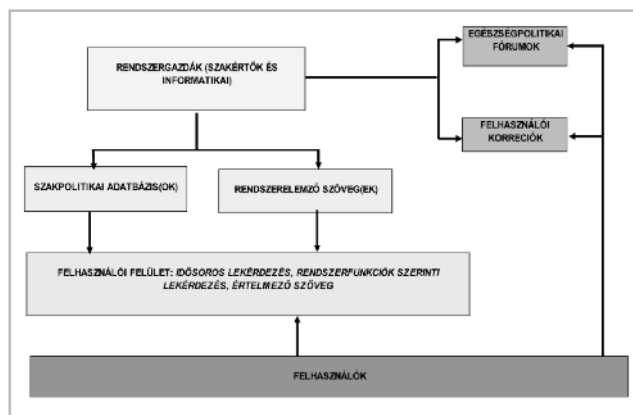 RENDSZERGAZDÁK (SZAKÉRTŐK ÉS
INFORMATIKAI)
EGÉSZSÉGPOLITIKAI
FÓRUMOK
FELHASZNÁLÓI
KORRECIÓK
SZAKPOLITIKAI ADATBÁZIS(OK)
RENDSZERELEMZŐ SZÖVEG(EK)
FELHASZNÁLÓI FELÜLET: IDŐSOROS LEKÉRDEZÉS, RENDSZERFUNKCIÓK SZERINTI
LEKÉRDEZÉS, ÉRTELMEZŐ SZÖVEG
FELHASZNÁLÓK